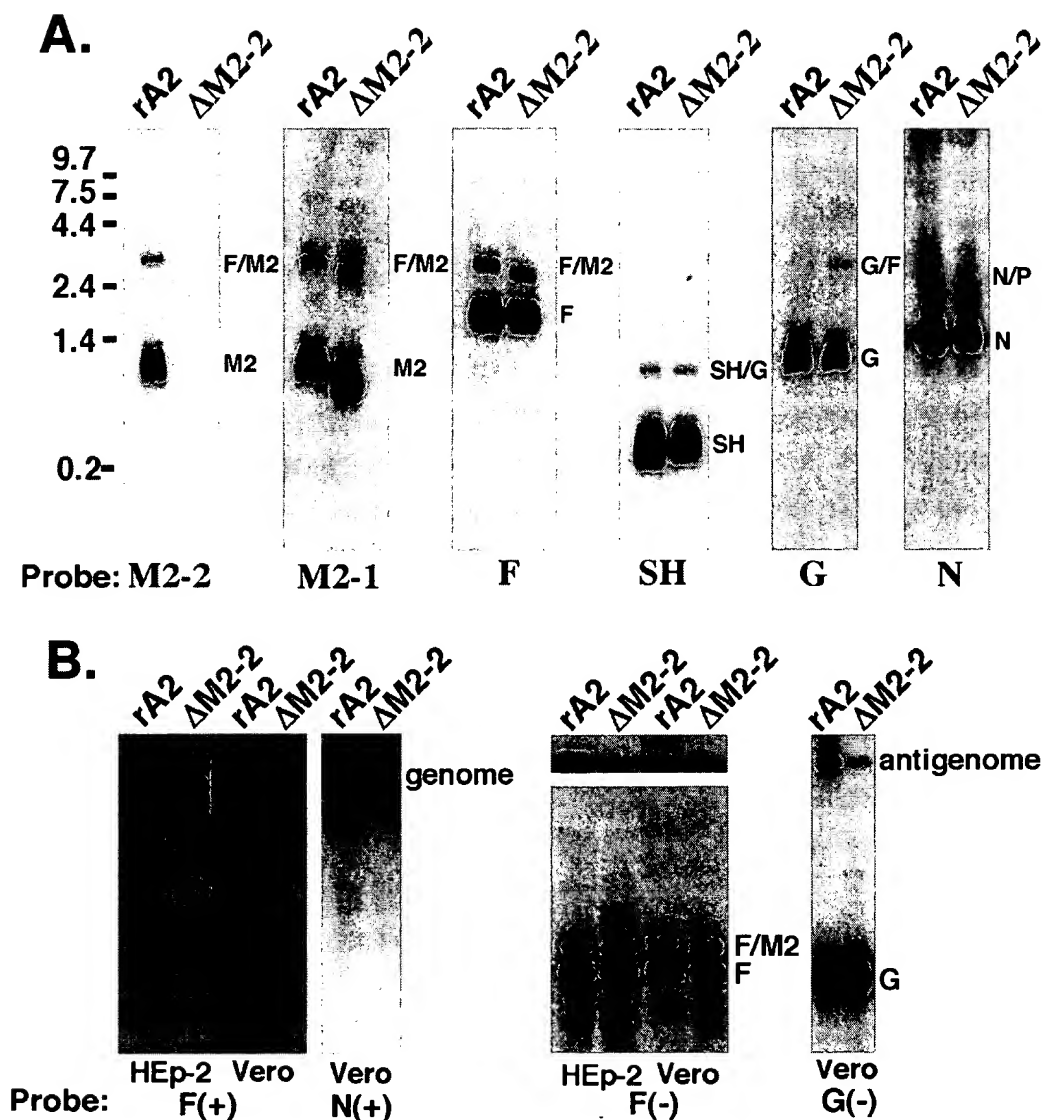 A.
rA2 ΔM2-2 rA2 ΔM2-2 rA2 ΔM2-2 rA2 ΔM2-2 rA2 ΔM2-2 rA2 ΔM2-2
9.7
7.5
4.4
2.4
1.4
0.2
F/M2
M2
F/M2
M2
F/M2
F
SH/G
SH
G/F
G
N/P
N
Probe: M2-2 M2-1 F SH G N
B.
rA2 ΔM2-2 rA2 ΔM2-2 rA2 ΔM2-2 rA2 ΔM2-2 rA2 ΔM2-2 rA2 ΔM2-2
genome
antigenome
F/M2
F
G
HEp-2 Vero Vero HEp-2 Vero Vero
Probe: F(+) N(+) F(-) G(-)